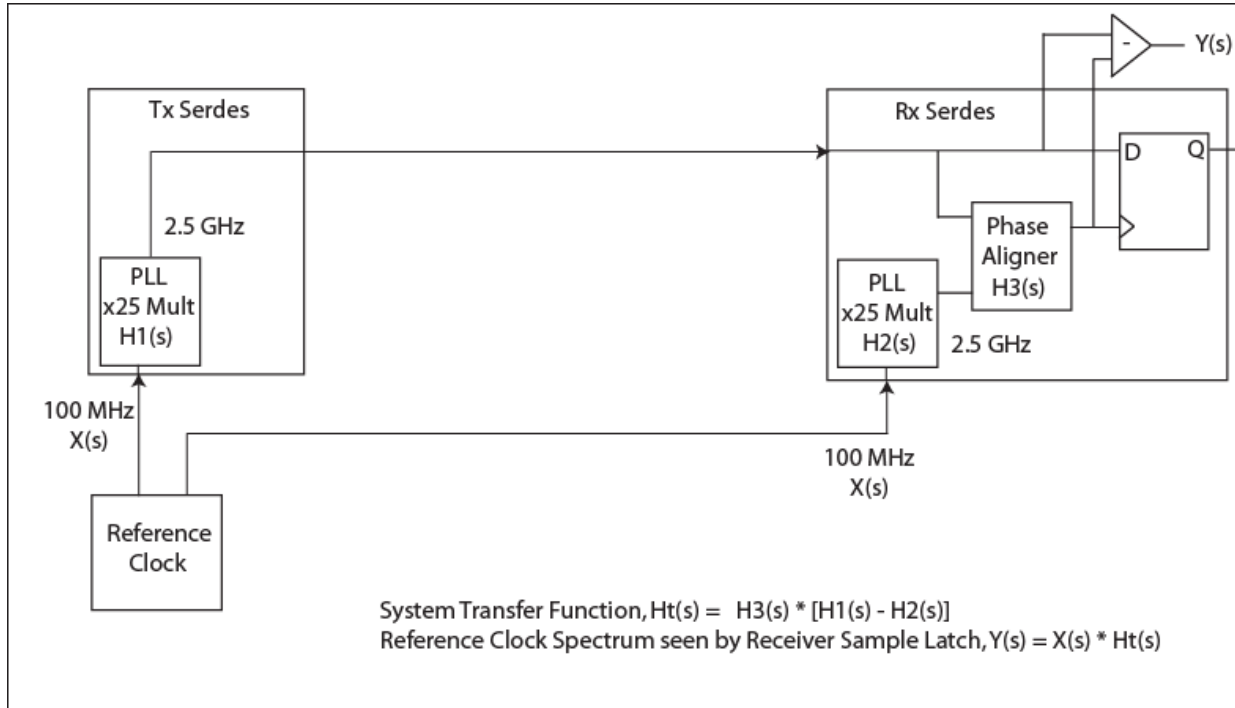 Y(s)
-
Tx Serdes
Rx Serdes
D
Q
2.5 GHz
PLL
x25 Mult
H1(s)
Phase
Aligner
H3(s)
PLL
x25 Mult
H2(s)
2.5 GHz
100 MHz
X(s)
100 MHz
X(s)
Reference
Clock
System Transfer Function, Ht(s) = H3(s) * [H1(s) - H2(s)]
Reference Clock Spectrum seen by Receiver Sample Latch, Y(s) = X(s) * Ht(s)